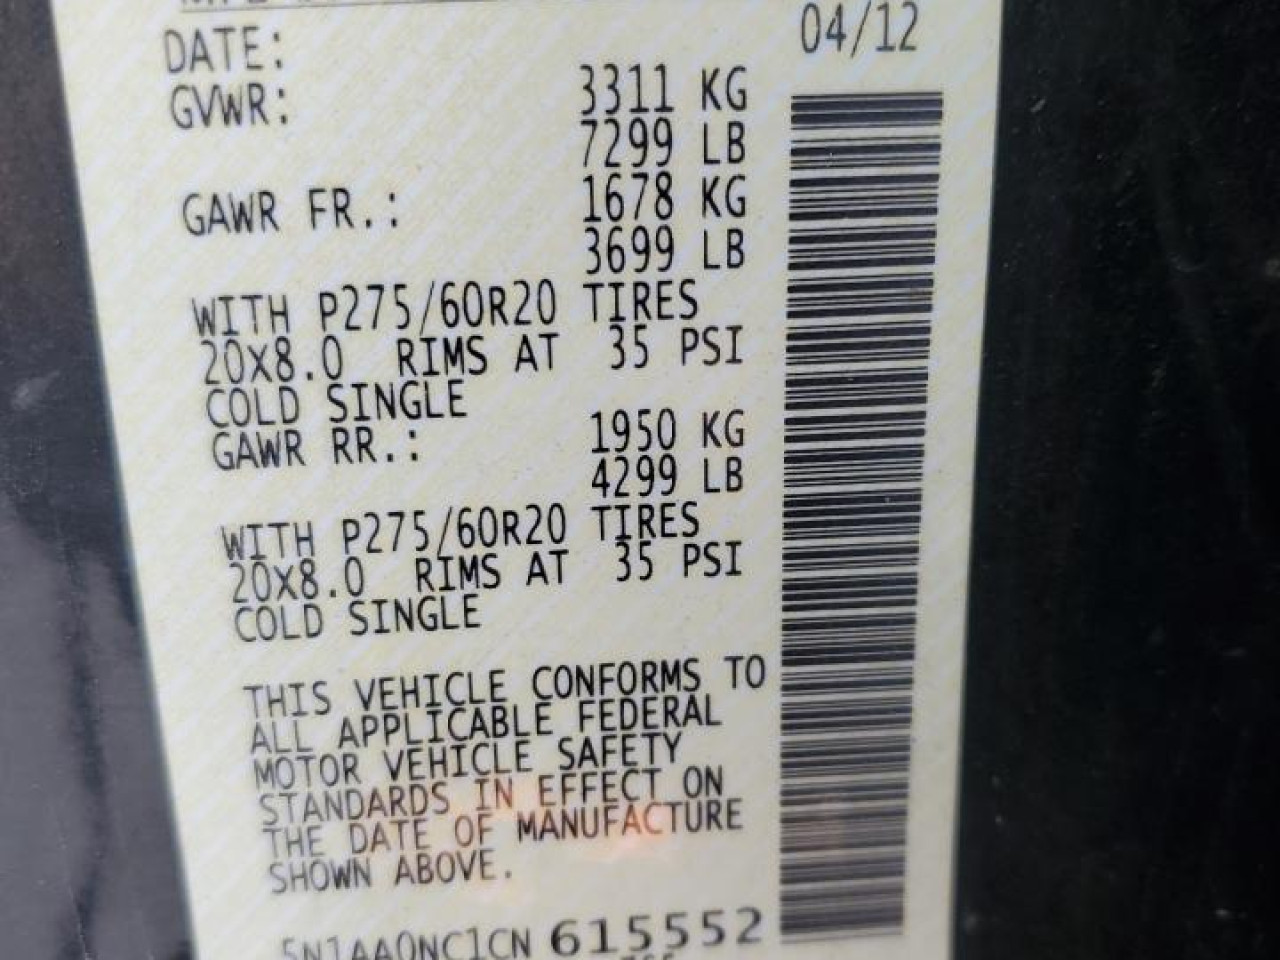 DATE: 04/12
GVWR: 3311 KG
7299 LB
GAWR FR.: 1678 KG
3699 LB
WITH P275/60R20 TIRES
20X8.0 RIMS AT 35 PSI
COLD SINGLE
GAWR RR.: 1950 KG
4299 LB
WITH P275/60R20 TIRES
20X8.0 RIMS AT 35 PSI
COLD SINGLE
THIS VEHICLE CONFORMS TO
ALL APPLICABLE FEDERAL
MOTOR VEHICLE SAFETY
STANDARDS IN EFFECT ON
THE DATE OF MANUFACTURE
SHOWN ABOVE.
5N1AA0NC1CN 615552